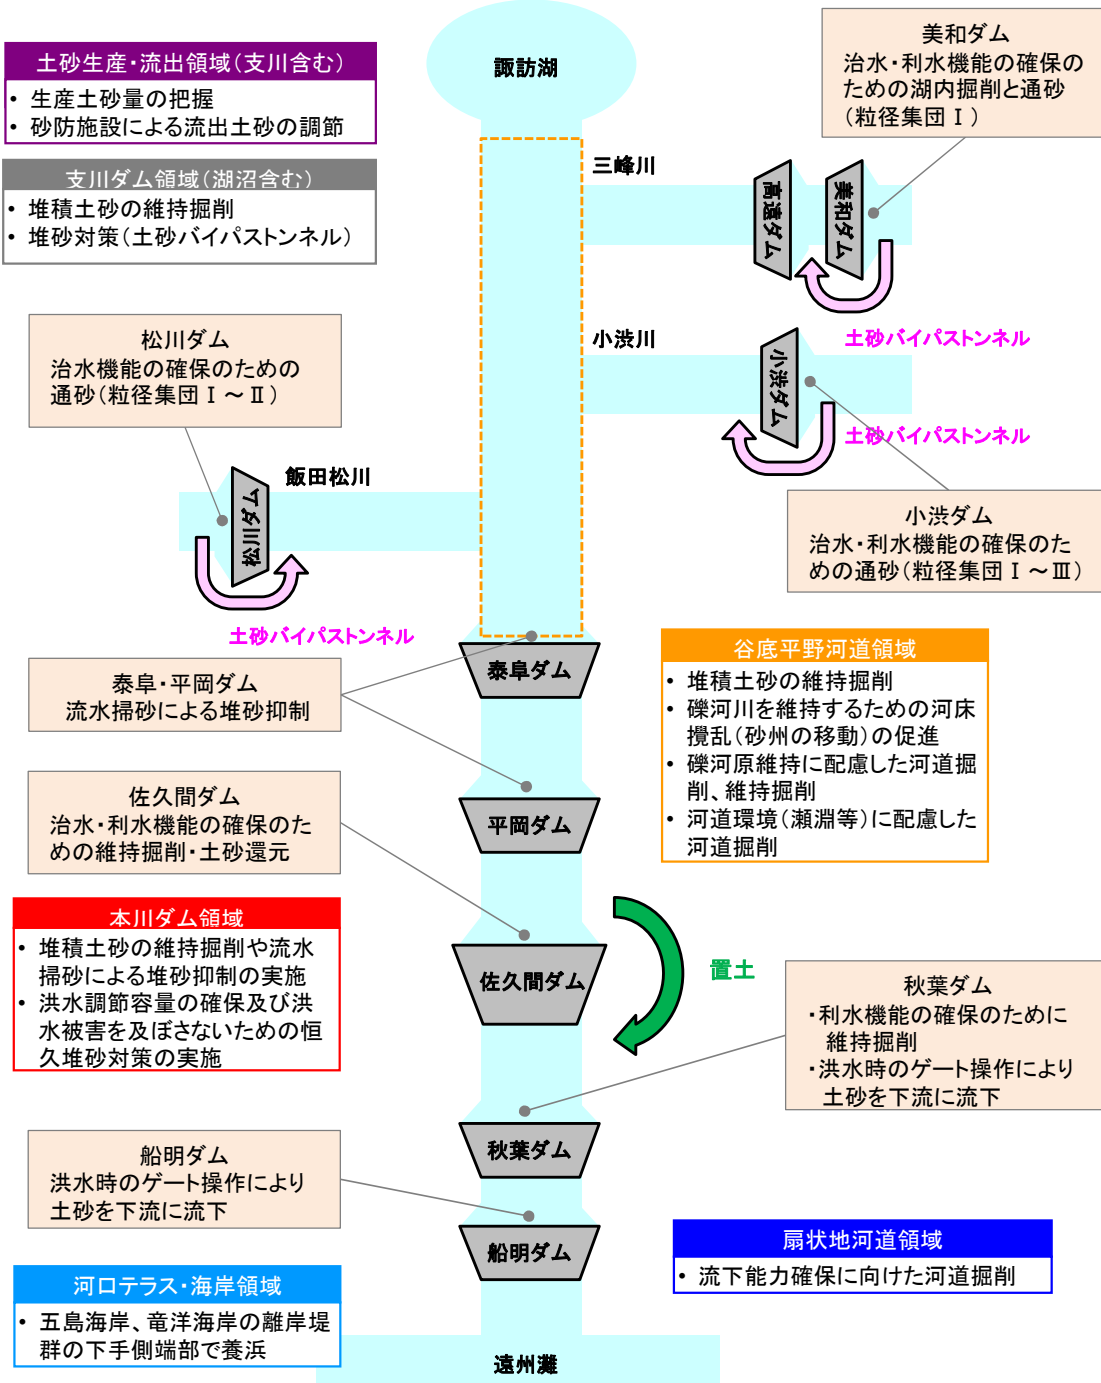 諏訪湖
土砂生産・流出領域(支川含む)
• 生産土砂量の把握
• 砂防施設による流出土砂の調節
支川ダム領域(湖沼含む)
• 堆積土砂の維持掘削
• 堆砂対策(土砂バイパストンネル)
美和ダム
治水・利水機能の確保の
ための湖内掘削と通砂
(粒径集団Ⅰ)
三峰川
高遠ダム
美和ダム
土砂バイパストンネル
小渋川
小渋ダム
土砂バイパストンネル
小渋ダム
治水・利水機能の確保のた
めの通砂(粒径集団Ⅰ～Ⅲ)
松川ダム
治水機能の確保のための
通砂(粒径集団Ⅰ～Ⅱ)
飯田松川
松川ダム
土砂バイパストンネル
泰阜ダム
泰阜・平岡ダム
流水掃砂による堆砂抑制
谷底平野河道領域
• 堆積土砂の維持掘削
• 礫河川を維持するための河床
攪乱(砂州の移動)の促進
• 礫河原維持に配慮した河道掘
削、維持掘削
• 河道環境(瀬淵等)に配慮した
河道掘削
平岡ダム
佐久間ダム
治水・利水機能の確保のた
めの維持掘削・土砂還元
本川ダム領域
• 堆積土砂の維持掘削や流水
掃砂による堆砂抑制の実施
• 洪水調節容量の確保及び洪
水被害を及ぼさないための恒
久堆砂対策の実施
佐久間ダム
置土
秋葉ダム
・利水機能の確保のために
維持掘削
・洪水時のゲート操作により
土砂を下流に流下
秋葉ダム
船明ダム
洪水時のゲート操作により
土砂を下流に流下
船明ダム
扇状地河道領域
• 流下能力確保に向けた河道掘削
河口テラス・海岸領域
• 五島海岸、竜洋海岸の離岸堤
群の下手側端部で養浜
遠州灘